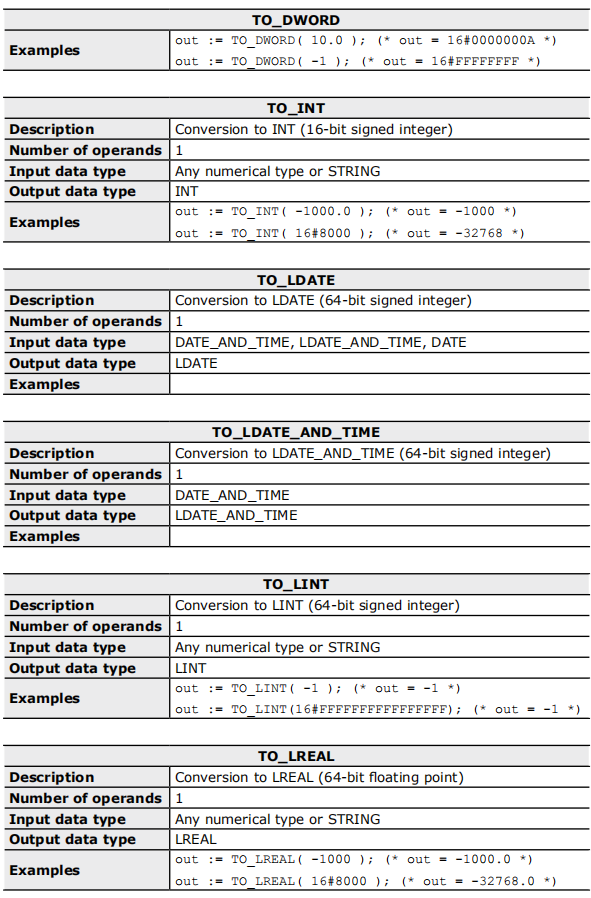 TO_DWORD
Examples
out := TO_DWORD( 10.0 ); (* out = 16#0000000A *)
out := TO_DWORD( -1 ); (* out = 16#FFFFFFFF *)
TO_INT
Description Conversion to INT (16-bit signed integer)
Number of operands 1
Input data type Any numerical type or STRING
Output data type INT
Examples
out := TO_INT( -1000.0 ); (* out = -1000 *)
out := TO_INT( 16#8000 ); (* out = -32768 *)
TO_LDATE
Description Conversion to LDATE (64-bit signed integer)
Number of operands 1
Input data type DATE_AND_TIME, LDATE_AND_TIME, DATE
Output data type LDATE
Examples
TO_LDATE_AND_TIME
Description Conversion to LDATE_AND_TIME (64-bit signed integer)
Number of operands 1
Input data type DATE_AND_TIME
Output data type LDATE_AND_TIME
Examples
TO_LINT
Description Conversion to LINT (64-bit signed integer)
Number of operands 1
Input data type Any numerical type or STRING
Output data type LINT
Examples
out := TO_LINT( -1 ); (* out = -1 *)
out := TO_LINT(16#FFFFFFFFFFFFFFFF); (* out = -1 *)
TO_LREAL
Description Conversion to LREAL (64-bit floating point)
Number of operands 1
Input data type Any numerical type or STRING
Output data type LREAL
Examples
out := TO_LREAL( -1000 ); (* out = -1000.0 *)
out := TO_LREAL( 16#8000 ); (* out = -32768.0 *)